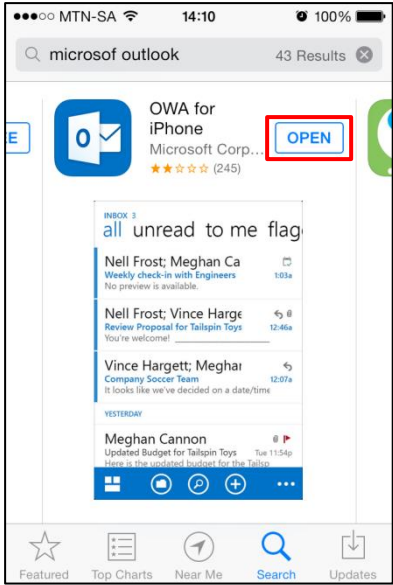 MTN-SA 14:10 100%
microsof outlook 43 Results
OWA for
iPhone
Microsoft Corp...
(245)
OPEN
INBOX 3
all unread to me flag
Nell Frost; Meghan Ca
Weekly check-in with Engineers 1:03a
No preview is available.
Nell Frost; Vince Harge
Review Proposal for Tailspin Toys 12:46a
You're welcome!
Vince Hargett; Meghar
Company Soccer Team 12:07a
It looks like we've decided on a date/time
YESTERDAY
Meghan Cannon
Updated Budget for Tailspin Toys Tue 11:54p
Here is the updated budget for the Tailsp
Featured Top Charts Near Me Search Updates